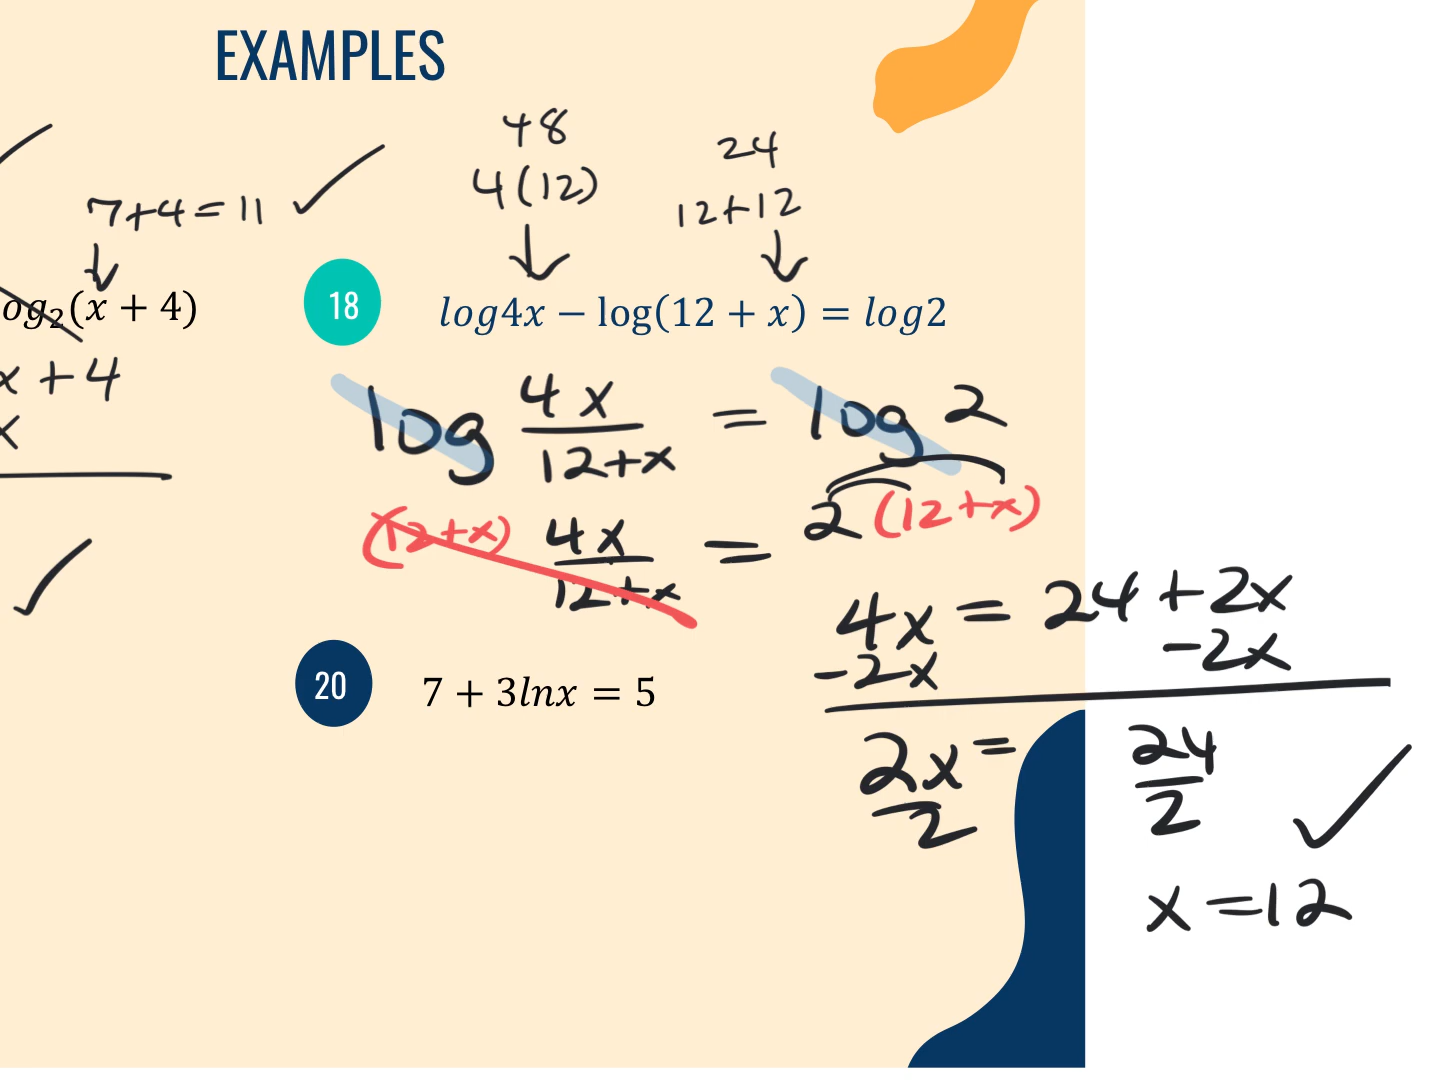 EXAMPLES
48
4(12)
24
12+12
7+4=11
og₂(x + 4)
18
log4x − log(12 + x) = log2
x +4
x
log 4x/12+x = log 2
(12+x) 4x/12+x = 2(12+x)
4x = 24+2x
-2x -2x
20
7 + 3lnx = 5
2x/2 = 24/2
x =12